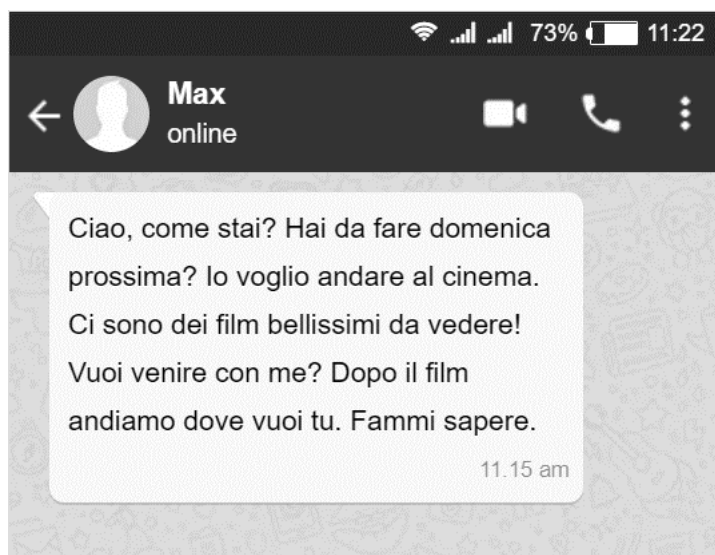 73% 11:22
Max
online
Ciao, come stai? Hai da fare domenica
prossima? Io voglio andare al cinema.
Ci sono dei film bellissimi da vedere!
Vuoi venire con me? Dopo il film
andiamo dove vuoi tu. Fammi sapere.
11.15 am